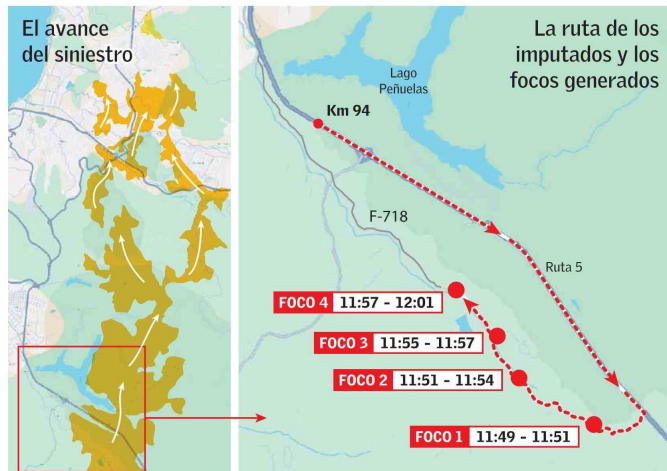 El avance
del siniestro
La ruta de los
imputados y los
focos generados
Lago
Peñuelas
Km 94
F-718
Ruta 5
FOCO 4 11:57 - 12:01
FOCO 3 11:55 - 11:57
FOCO 2 11:51 - 11:54
FOCO 1 11:49 - 11:51